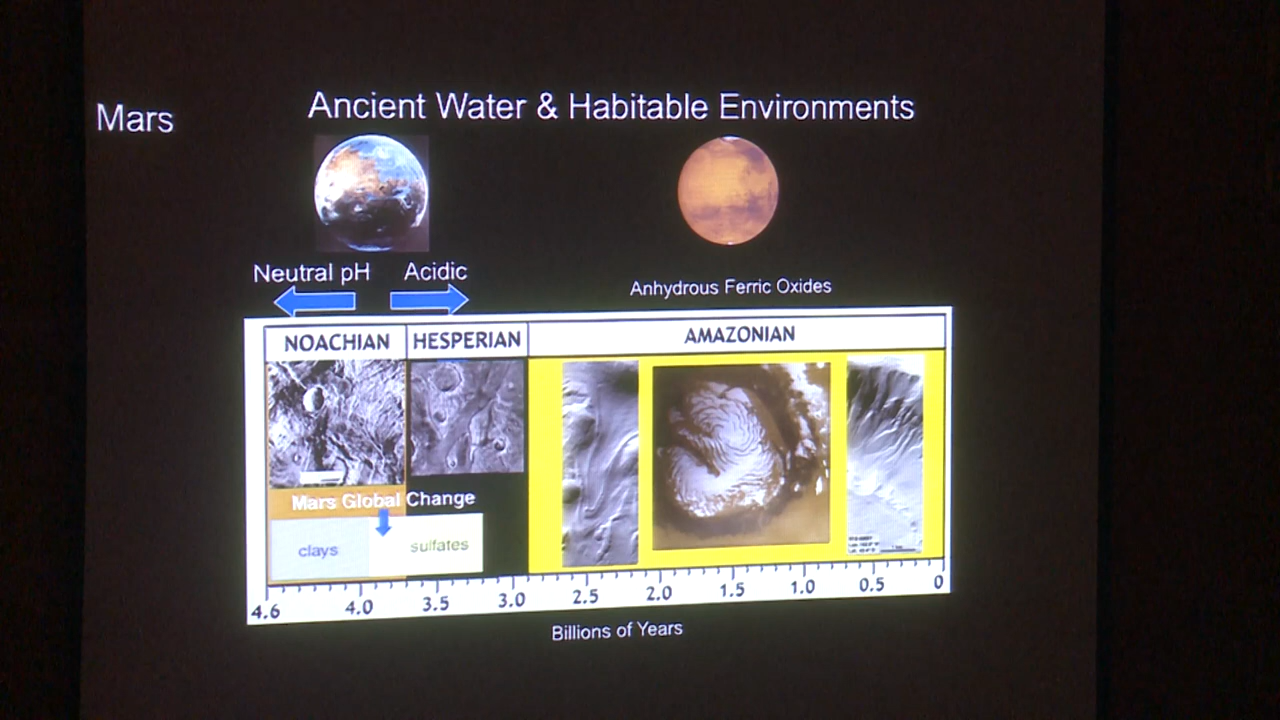 Mars
Ancient Water & Habitable Environments
Neutral pH
Acidic
Anhydrous Ferric Oxides
NOACHIAN
HESPERIAN
AMAZONIAN
Mars Global Change
clays
sulfates
4.6 4.0 3.5 3.0 2.5 2.0 1.5 1.0 0.5 0
Billions of Years